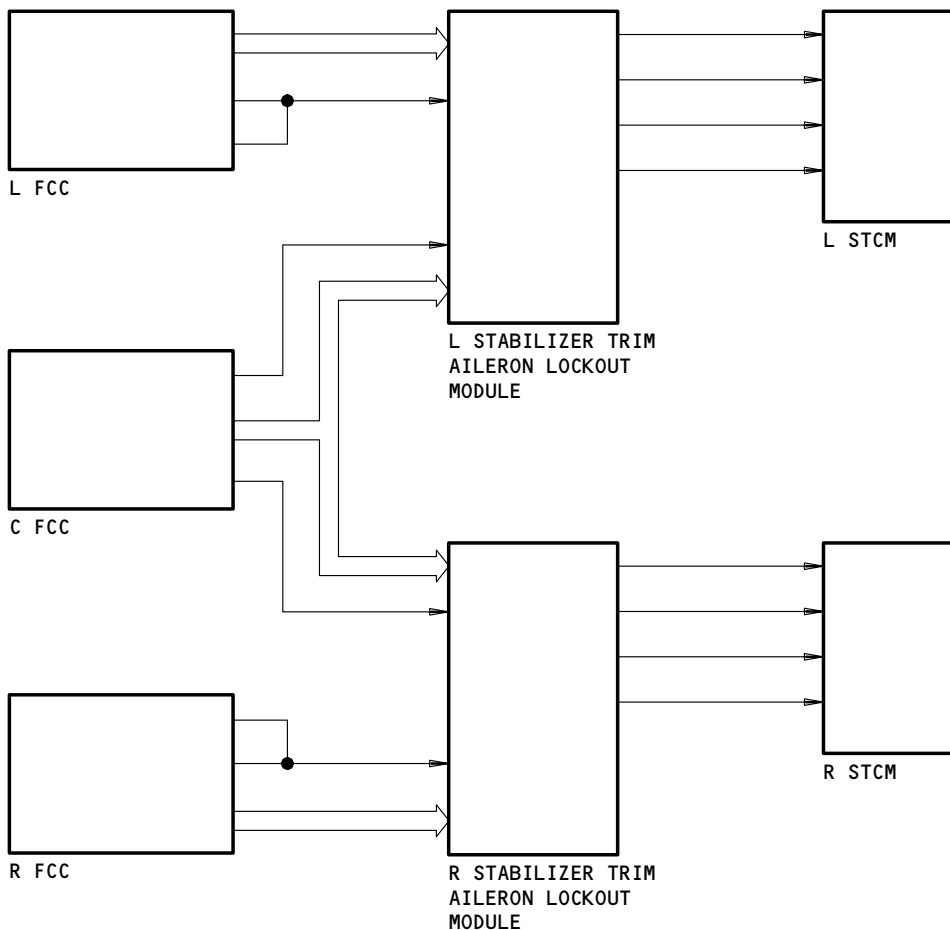 L FCC
L STCM
L STABILIZER TRIM
AILERON LOCKOUT
MODULE
C FCC
R STCM
R FCC
R STABILIZER TRIM
AILERON LOCKOUT
MODULE